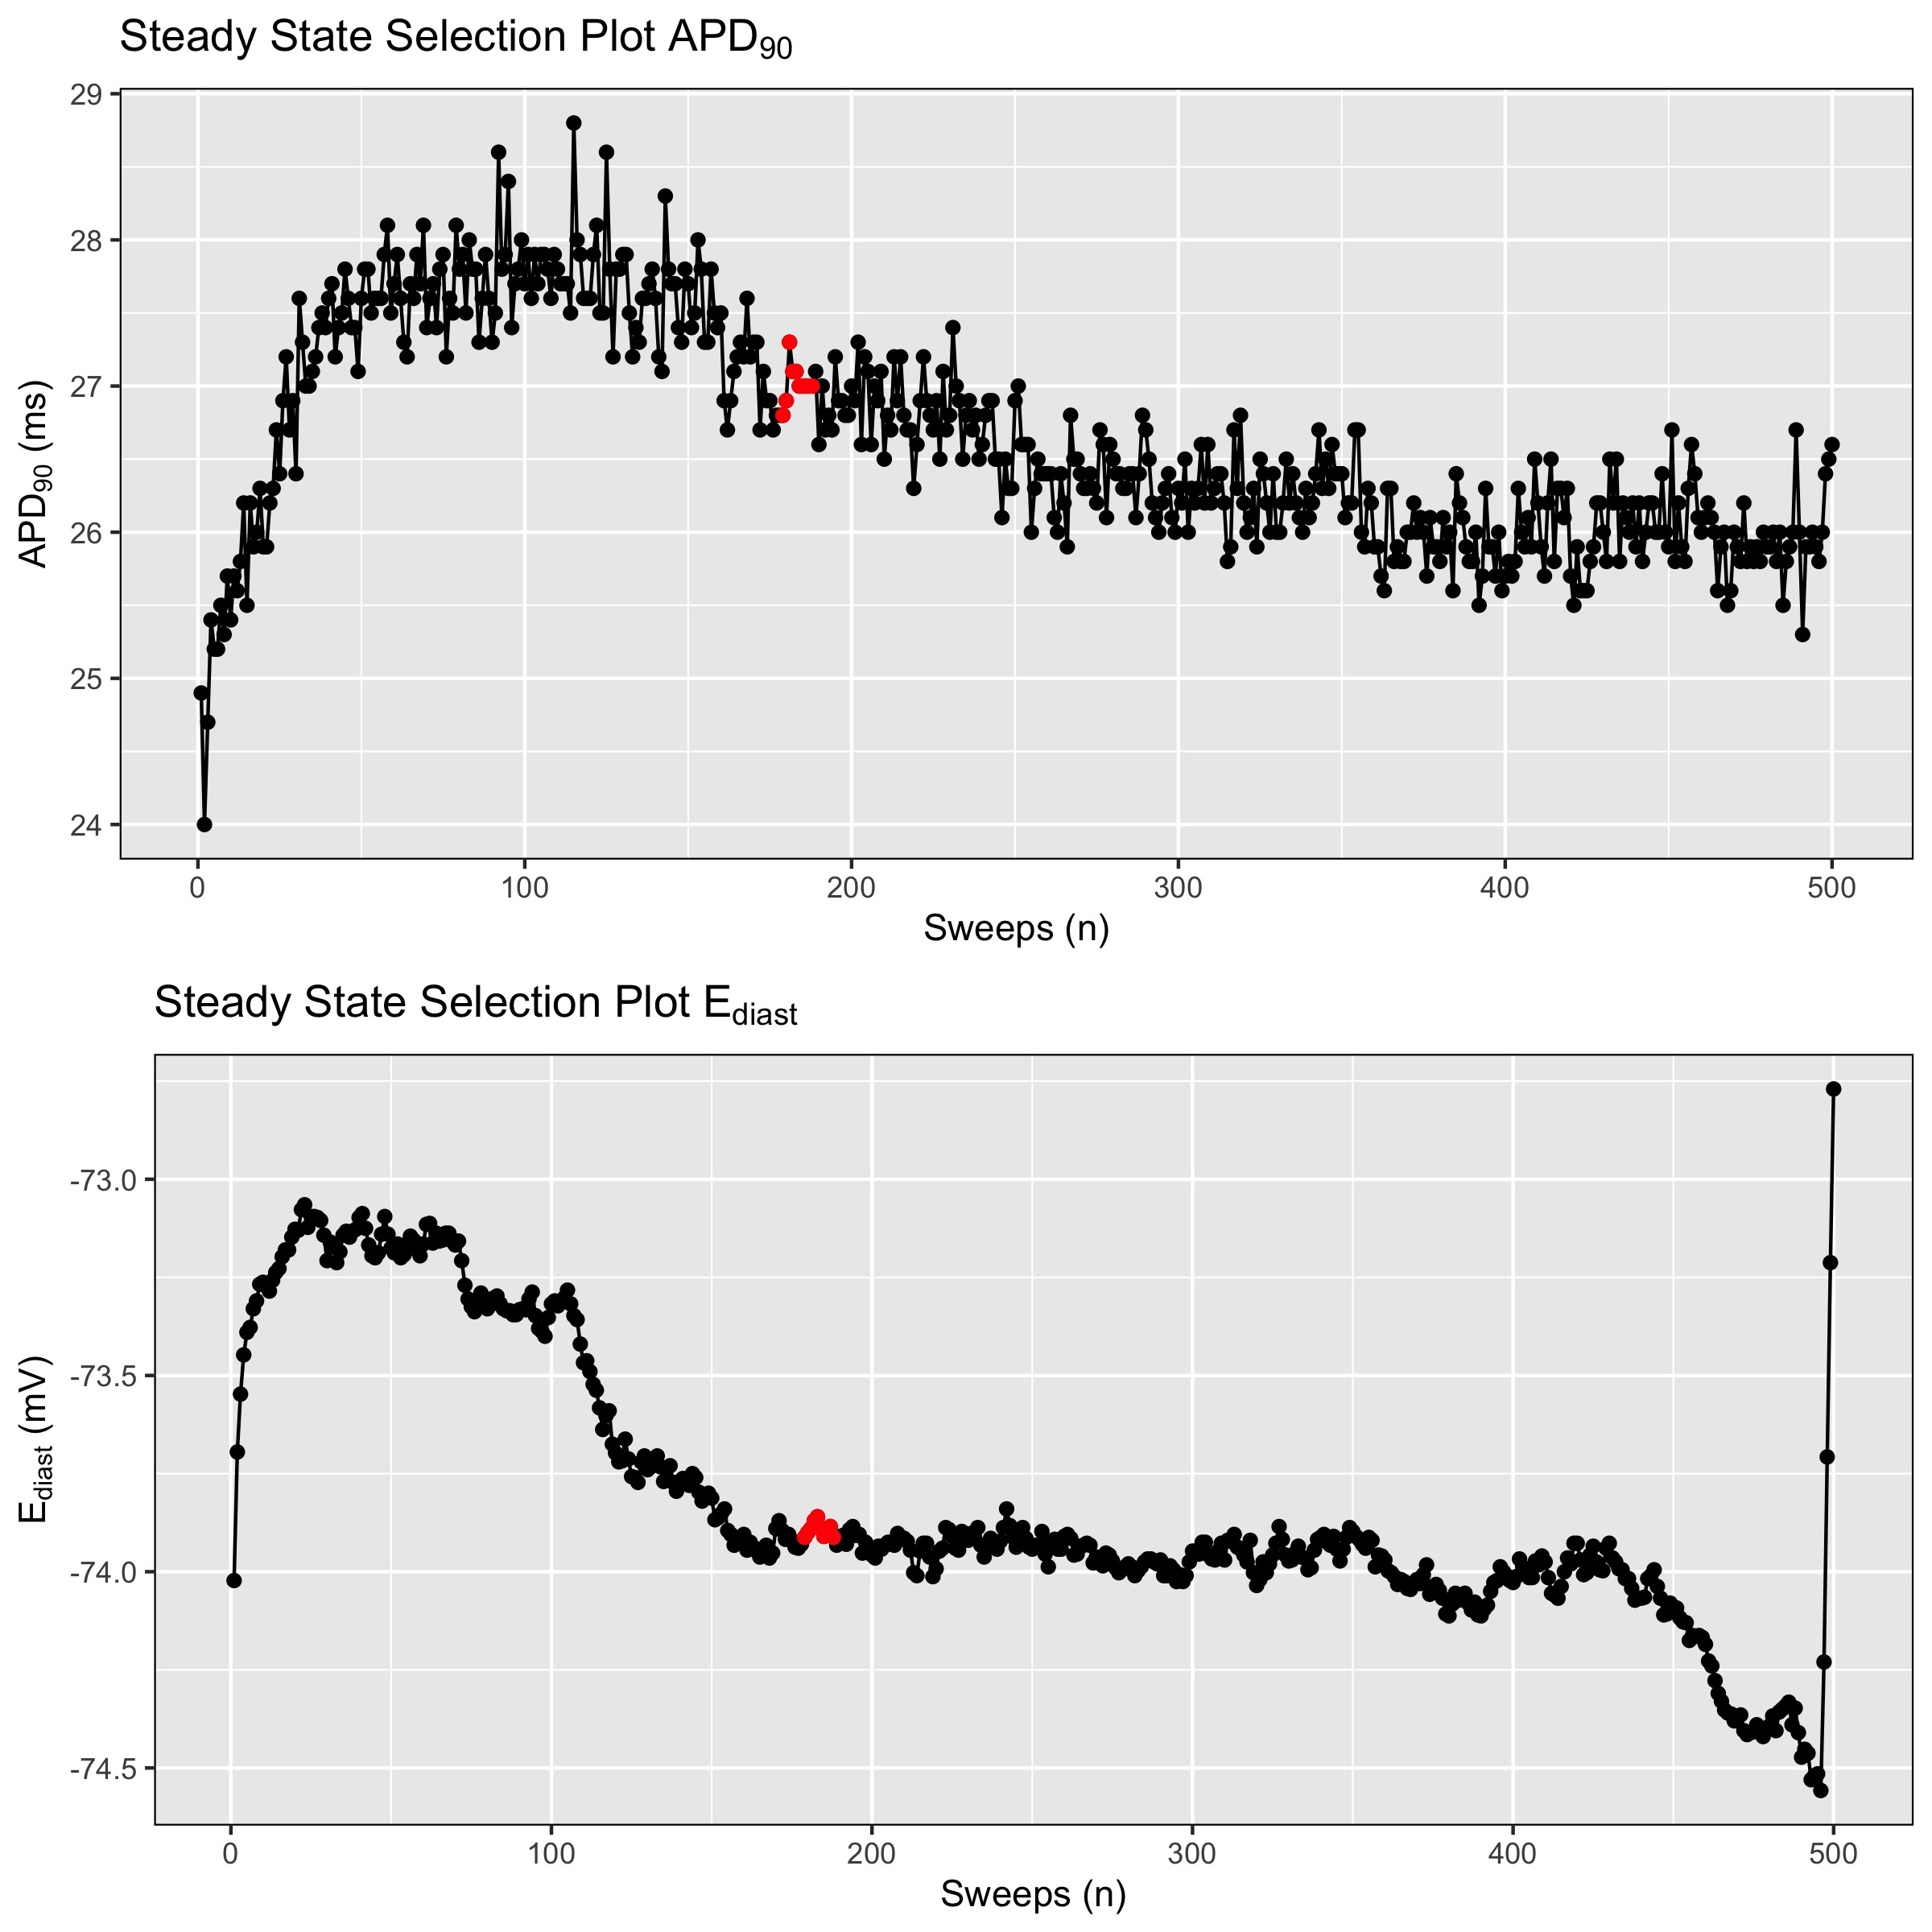 Steady State Selection Plot APD90
29
28
27
26
25
24
APD90 (ms)
0 100 200 300 400 500
Sweeps (n)
Steady State Selection Plot Ediast
-73.0
-73.5
-74.0
-74.5
Ediast (mV)
0 100 200 300 400 500
Sweeps (n)